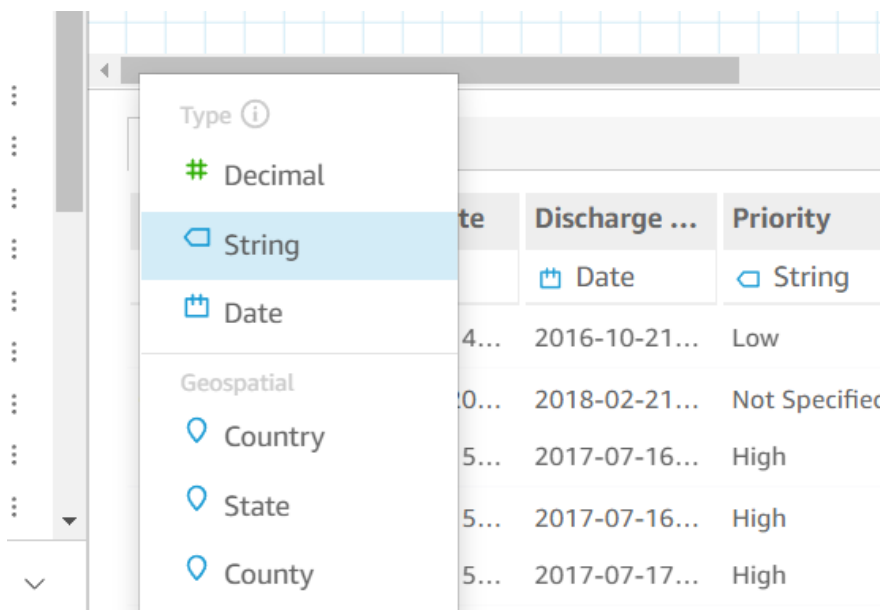 Type
Decimal
String
Date
Geospatial
Country
State
County
te Discharge ... Priority
Date String
4... 2016-10-21... Low
0... 2018-02-21... Not Specified
5... 2017-07-16... High
5... 2017-07-16... High
5... 2017-07-17... High